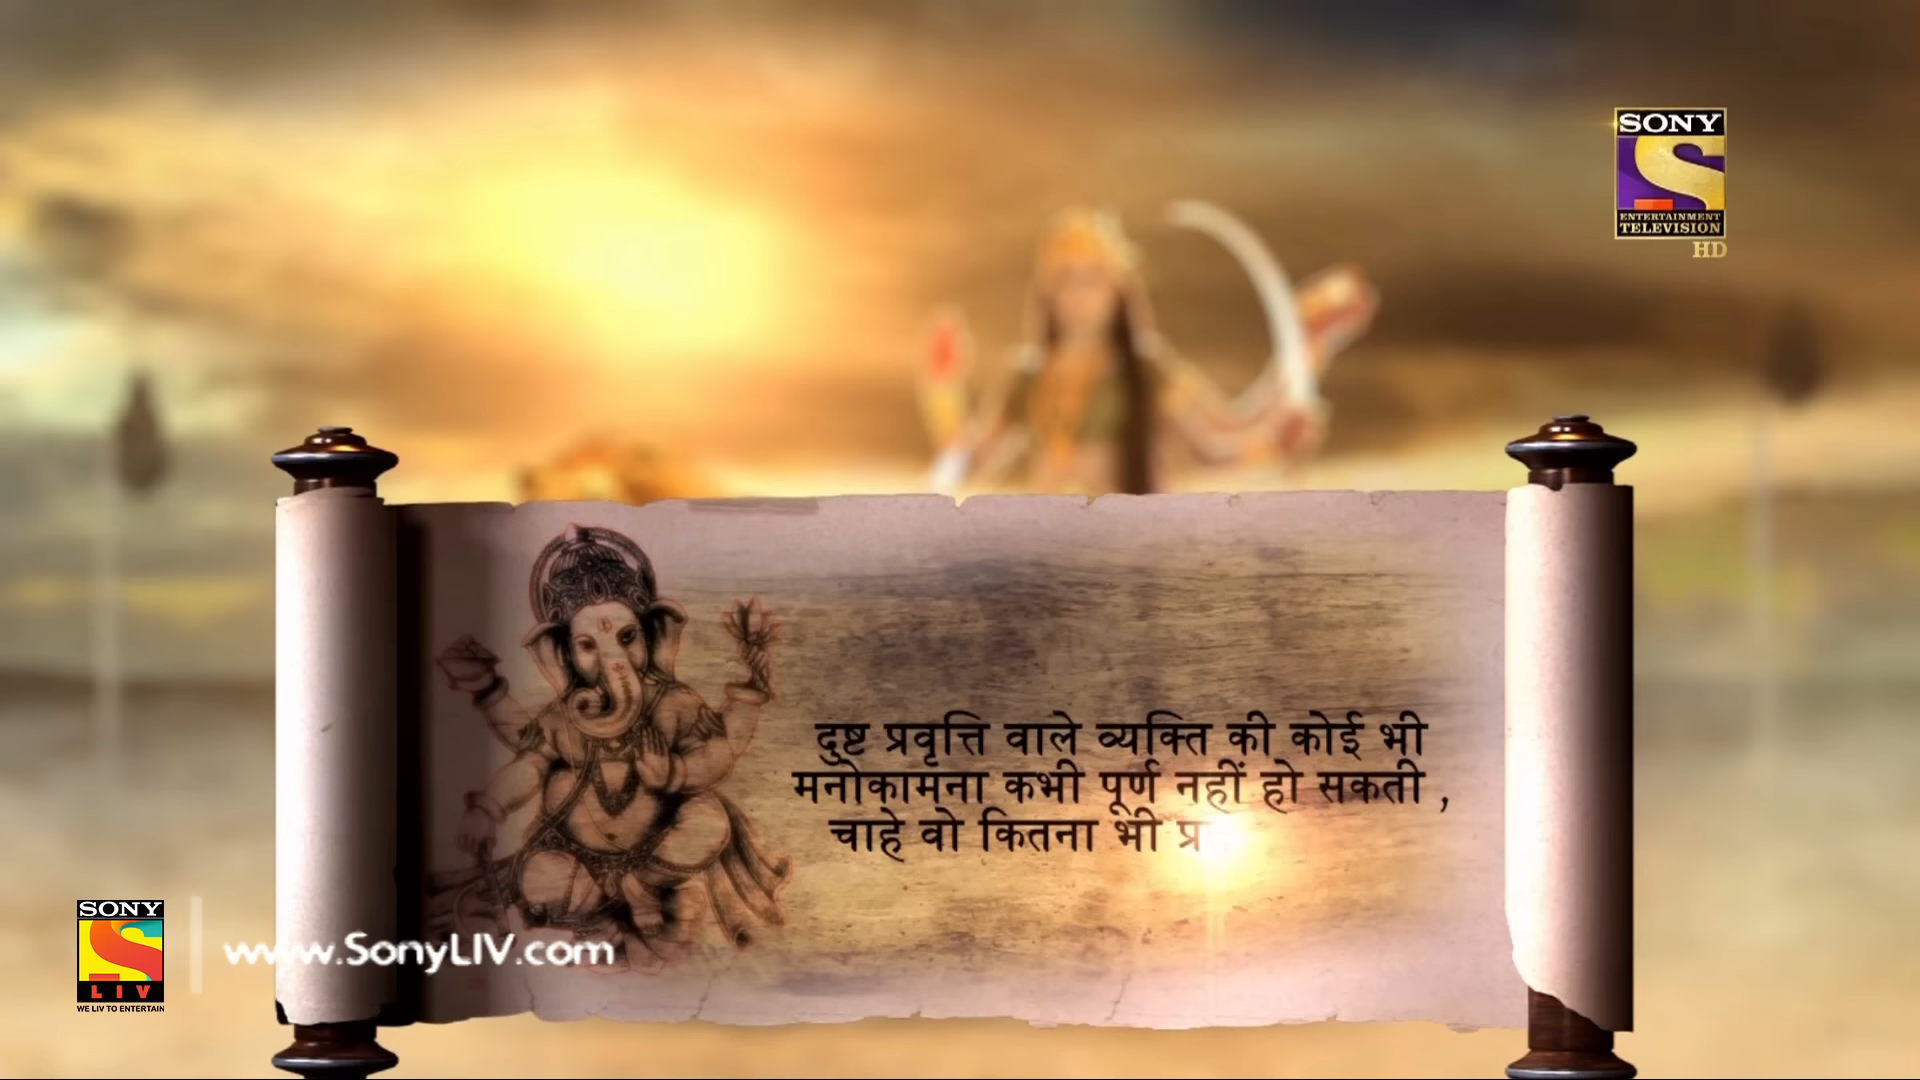 SONY
ENTERTAINMENT
TELEVISION
HD
दुष्ट प्रवृत्ति वाले व्यक्ति की कोई भी
मनोकामना कभी पूर्ण नहीं हो सकती ,
चाहे वो कितना भी प्र
SONY
LIV
WE LIV TO ENTERTAIN
www.SonyLIV.com